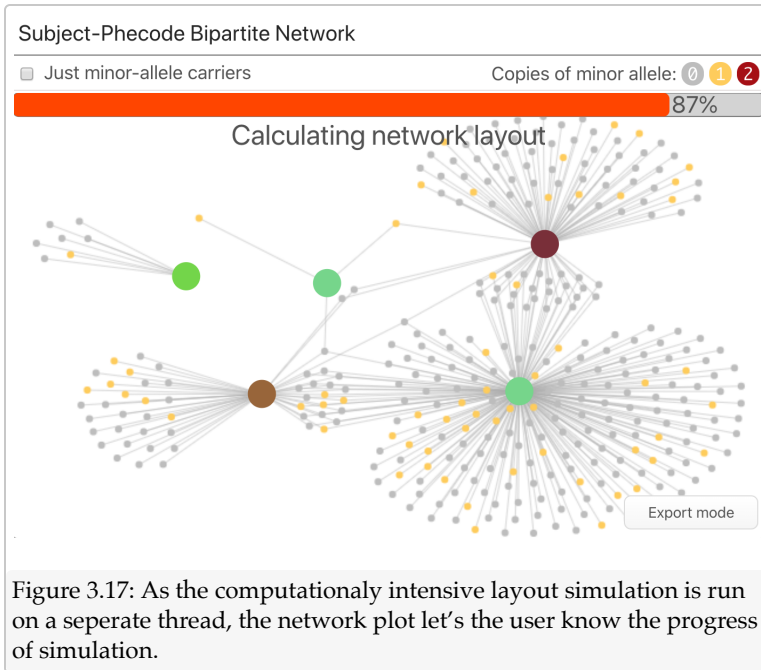 Subject-Phecode Bipartite Network
Just minor-allele carriers Copies of minor allele: 0 1 2
87%
Calculating network layout
Export mode
Figure 3.17: As the computationaly intensive layout simulation is run
on a seperate thread, the network plot let's the user know the progress
of simulation.